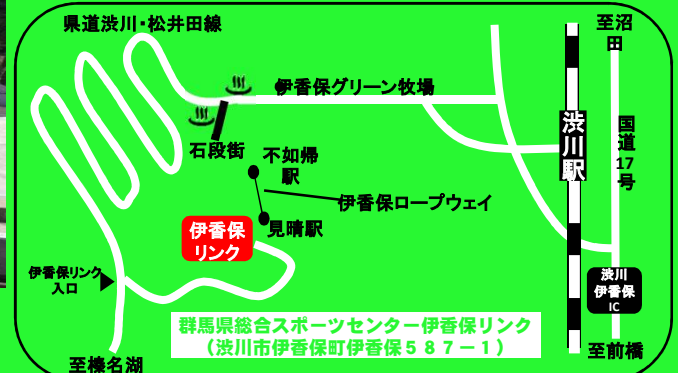 県道渋川・松井田線
至沼
田
伊香保グリーン牧場
渋川駅
国道
17
号
石段街
不如帰
駅
伊香保ロープウェイ
見晴駅
伊香保
リンク
伊香保リンク
入口
渋川
伊香保
IC
群馬県総合スポーツセンター伊香保リンク
（渋川市伊香保町伊香保５８７－１）
至榛名湖
至前橋